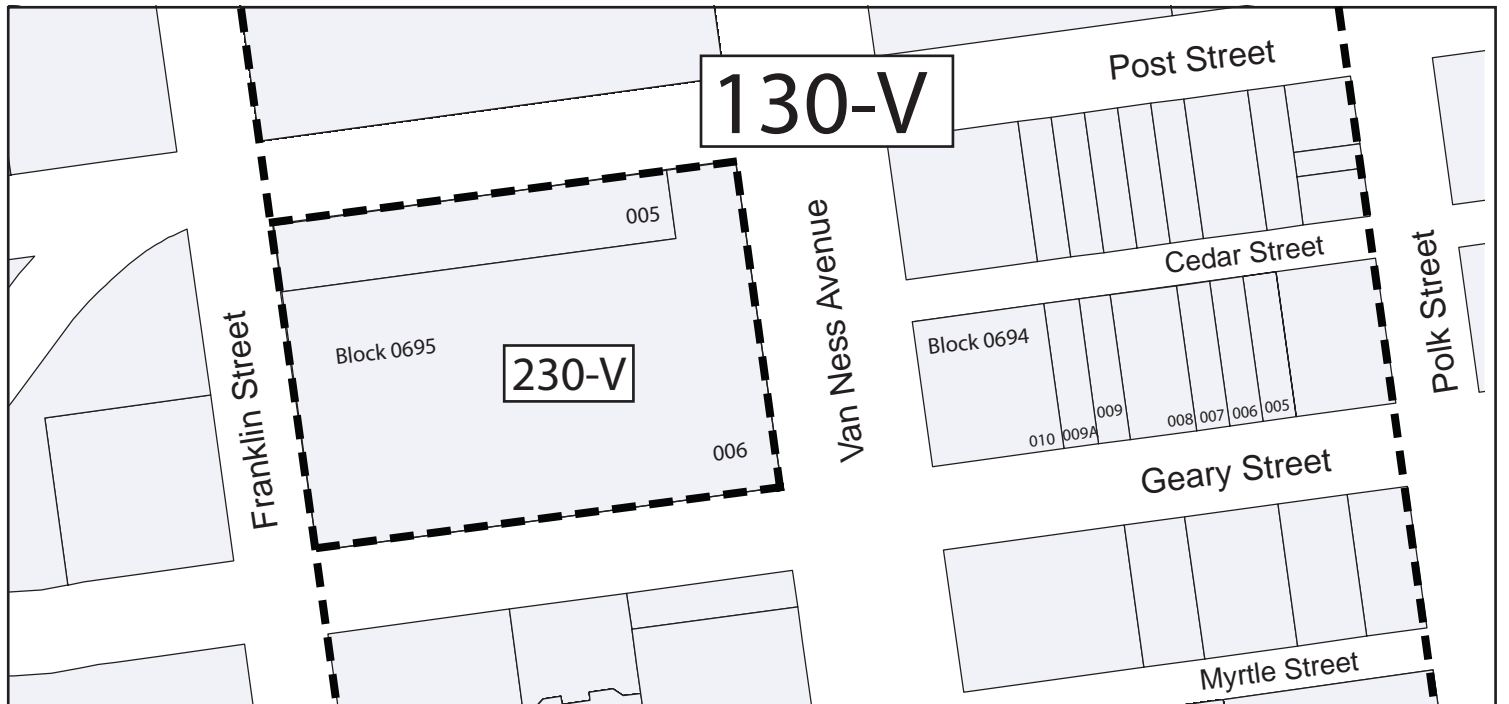 Post Street
130-V
005
Cedar Street
Franklin Street
Van Ness Avenue
Polk Street
Block 0695
230-V
Block 0694
006
010
009A
009
008
007
006
005
Geary Street
Myrtle Street